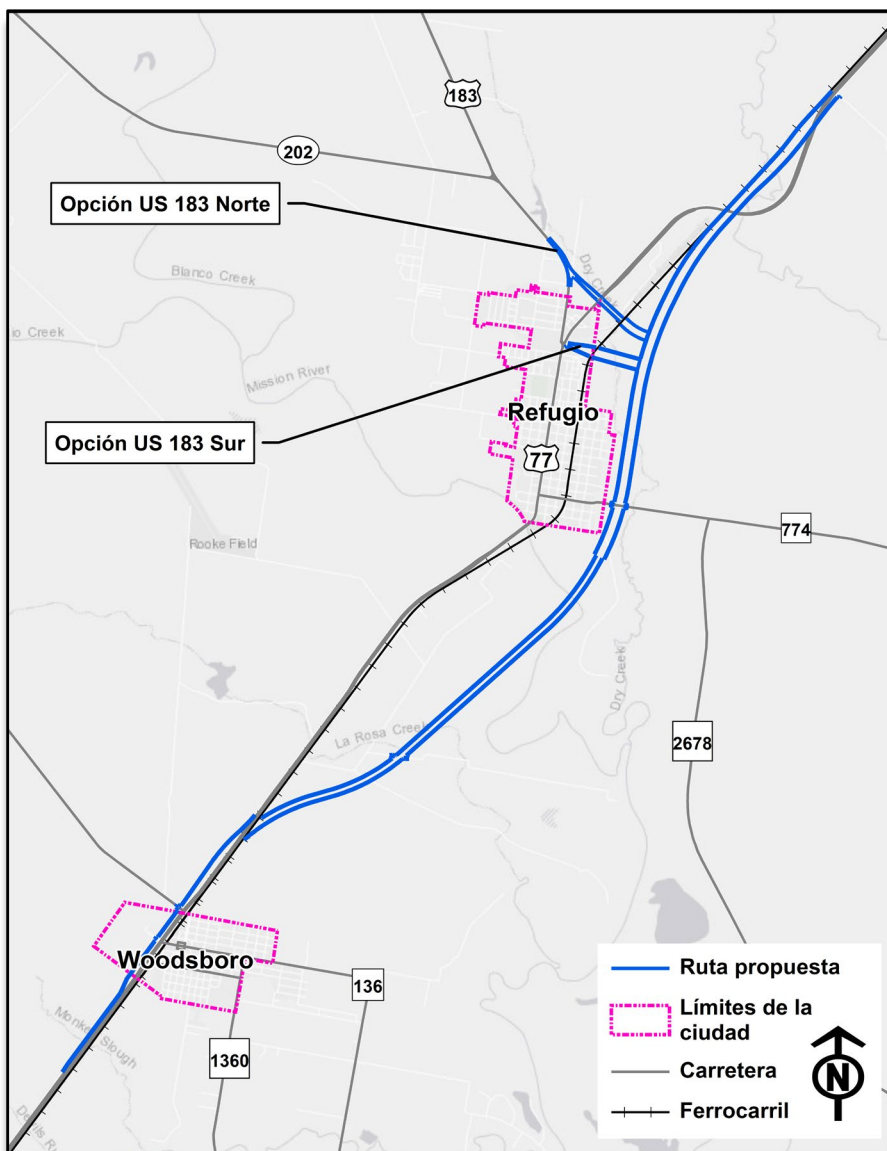 183
202
Opción US 183 Norte
Blanco Creek
Dry Creek
Creek
Mission River
Refugio
Opción US 183 Sur
77
Rooke Field
774
Dry Creek
La Rosa Creek
2678
Woodsboro
136
Ruta propuesta
Límites de la
ciudad
Slough
1360
Carretera
N
Ferrocarril